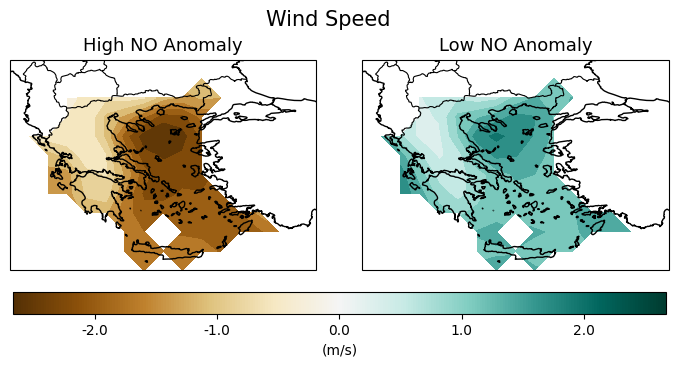 Wind Speed
High NO Anomaly
Low NO Anomaly
-2.0
-1.0
0.0
1.0
2.0
(m/s)